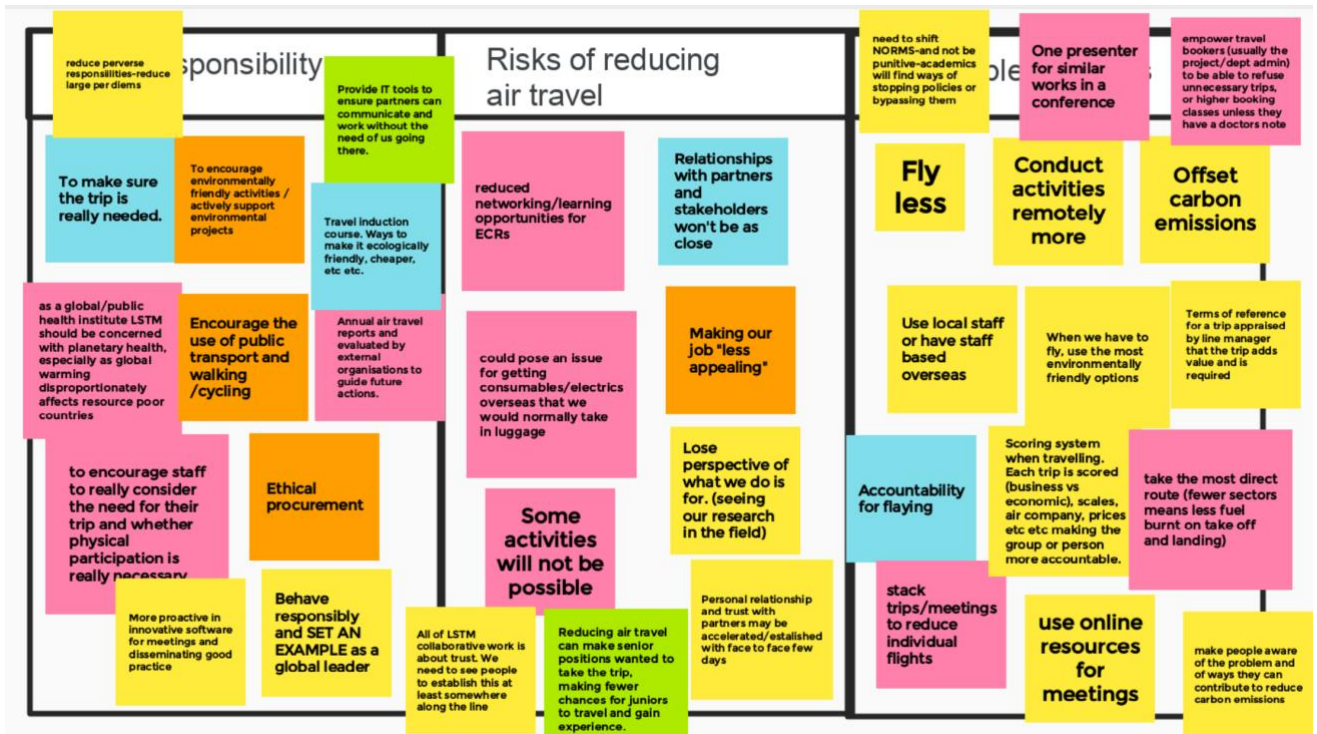 reduce perverse
responsiilities-reduce
large per diems
sponsibility
Provide IT tools to
ensure partners can
communicate and
work without the
need of us going
there.
To make sure
the trip is
really needed.
To encourage
environmentally
friendly activities /
actively support
environmental
projects
Travel induction
course. Ways to
make it ecologically
friendly, cheaper,
etc etc.
as a global/public
health institute LSTM
should be concerned
with planetary health,
especially as global
warming
disproportionately
affects resource poor
countries
Encourage the
use of public
transport and
walking
/cycling
Annual air travel
reports and
evaluated by
external
organisations to
guide future
actions.
to encourage staff
to really consider
the need for their
trip and whether
physical
participation is
really necessary
Ethical
procurement
More proactive in
innovative software
for meetings and
disseminating good
practice
Behave
responsibly
and SET AN
EXAMPLE as a
global leader
Risks of reducing
air travel
reduced
networking/learning
opportunities for
ECRs
Relationships
with partners
and
stakeholders
won't be as
close
could pose an issue
for getting
consumables/electrics
overseas that we
would normally take
in luggage
Making our
job "less
appealing"
Lose
perspective of
what we do is
for. (seeing
our research
in the field)
Some
activities
will not be
possible
All of LSTM
collaborative work is
about trust. We
need to see people
to establish this at
least somewhere
along the line
Reducing air travel
can make senior
positions wanted to
take the trip,
making fewer
chances for juniors
to travel and gain
experience.
Personal relationship
and trust with
partners may be
accelerated/estalished
with face to face few
days
need to shift
NORMS-and not be
punitive-academics
will find ways of
stopping policies or
bypassing them
ple
s
One presenter
for similar
works in a
conference
empower travel
bookers (usually the
project/dept admin)
to be able to refuse
unnecessary trips,
or higher booking
classes unless they
have a doctors note
Fly
less
Conduct
activities
remotely
more
Offset
carbon
emissions
Use local staff
or have staff
based
overseas
When we have to
fly, use the most
environmentally
friendly options
Terms of reference
for a trip appraised
by line manager
that the trip adds
value and is
required
Accountability
for flaying
Scoring system
when travelling.
Each trip is scored
(business vs
economic), scales,
air company, prices
etc etc making the
group or person
more accountable.
take the most direct
route (fewer sectors
means less fuel
burnt on take off
and landing)
stack
trips/meetings
to reduce
individual
flights
use online
resources
for
meetings
make people aware
of the problem and
of ways they can
contribute to reduce
carbon emissions